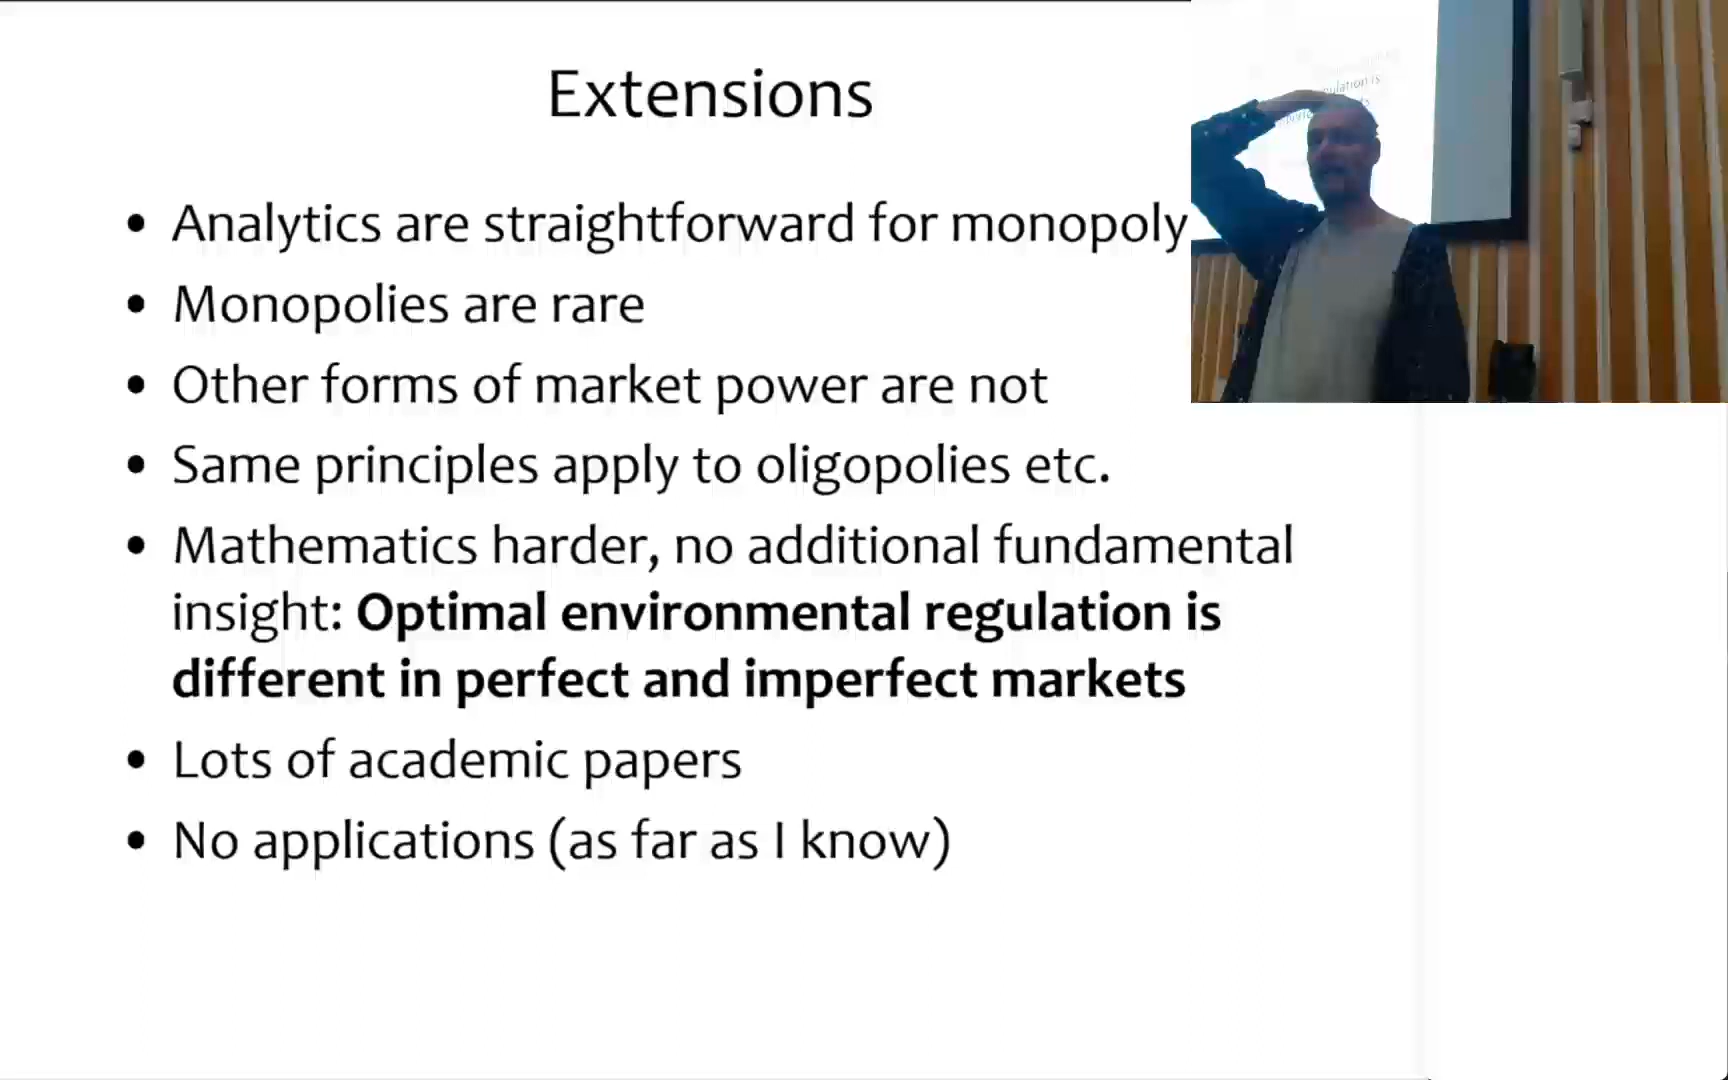 Extensions
• Analytics are straightforward for monopoly
• Monopolies are rare
• Other forms of market power are not
• Same principles apply to oligopolies etc.
• Mathematics harder, no additional fundamental
insight: Optimal environmental regulation is
different in perfect and imperfect markets
• Lots of academic papers
• No applications (as far as I know)